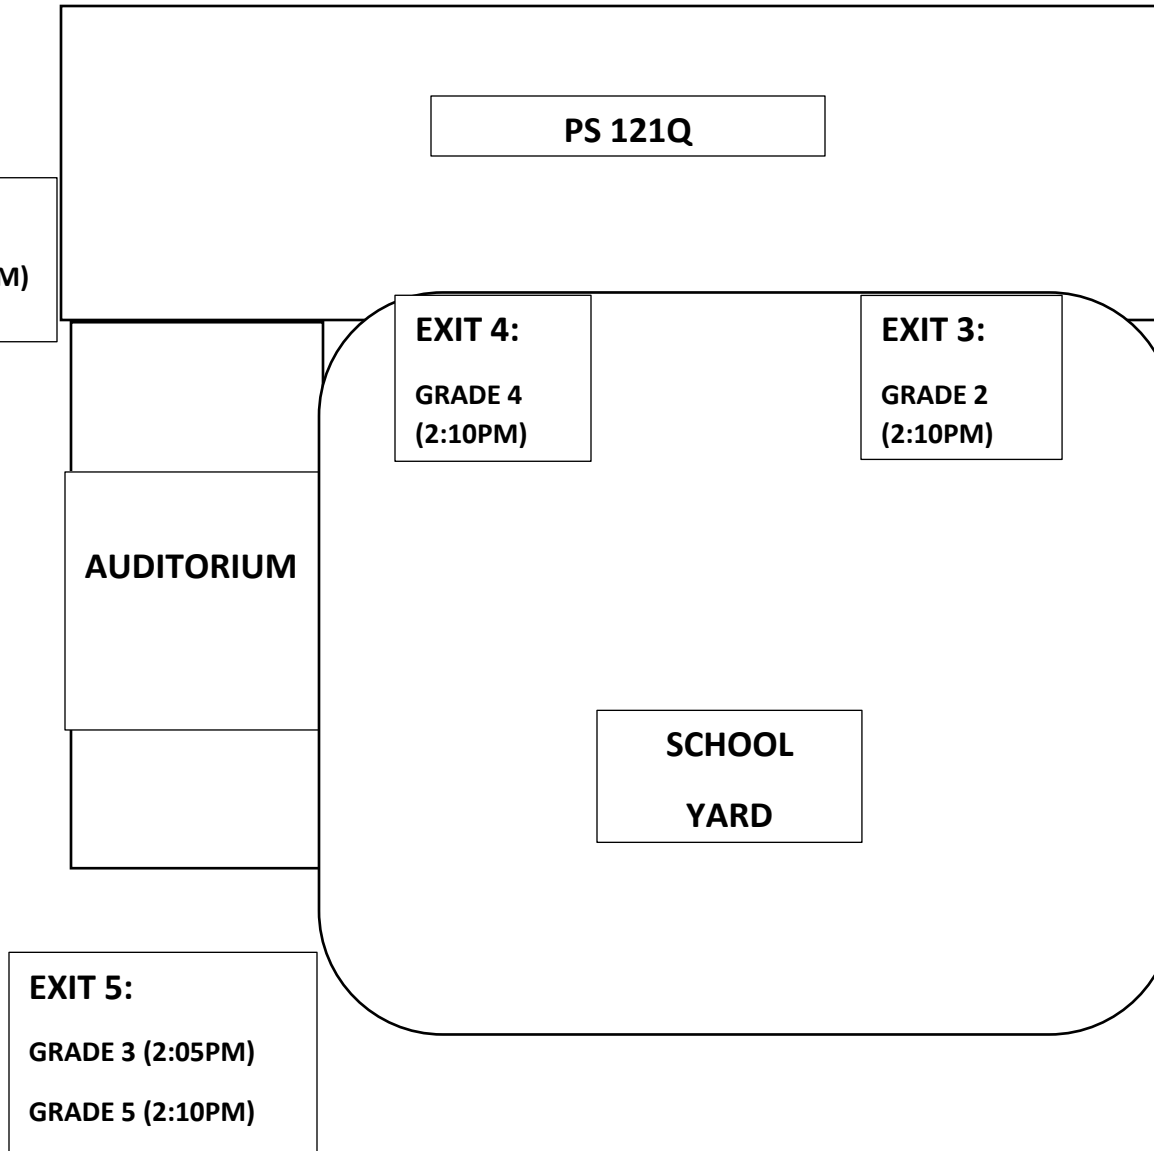 PS 121Q
M)
EXIT 4:
GRADE 4
(2:10PM)
EXIT 3:
GRADE 2
(2:10PM)
AUDITORIUM
SCHOOL
YARD
EXIT 5:
GRADE 3 (2:05PM)
GRADE 5 (2:10PM)